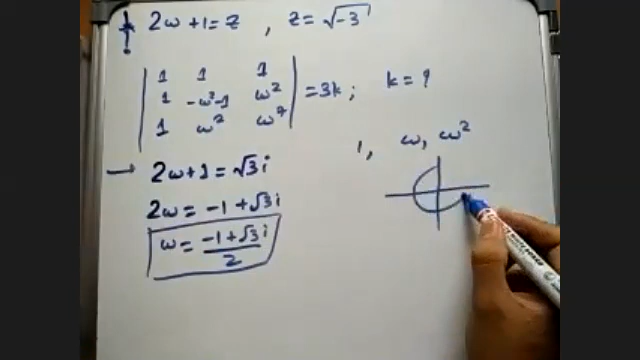 2ω + 1 = z , z = √-3
| 1 1 1 |
| 1 -ω²-1 ω² | = 3k ; k = ?
| 1 ω² ω⁷ |
1, ω, ω²
→ 2ω + 1 = √3 i
2ω = -1 + √3 i
ω = (-1 + √3 i)/2